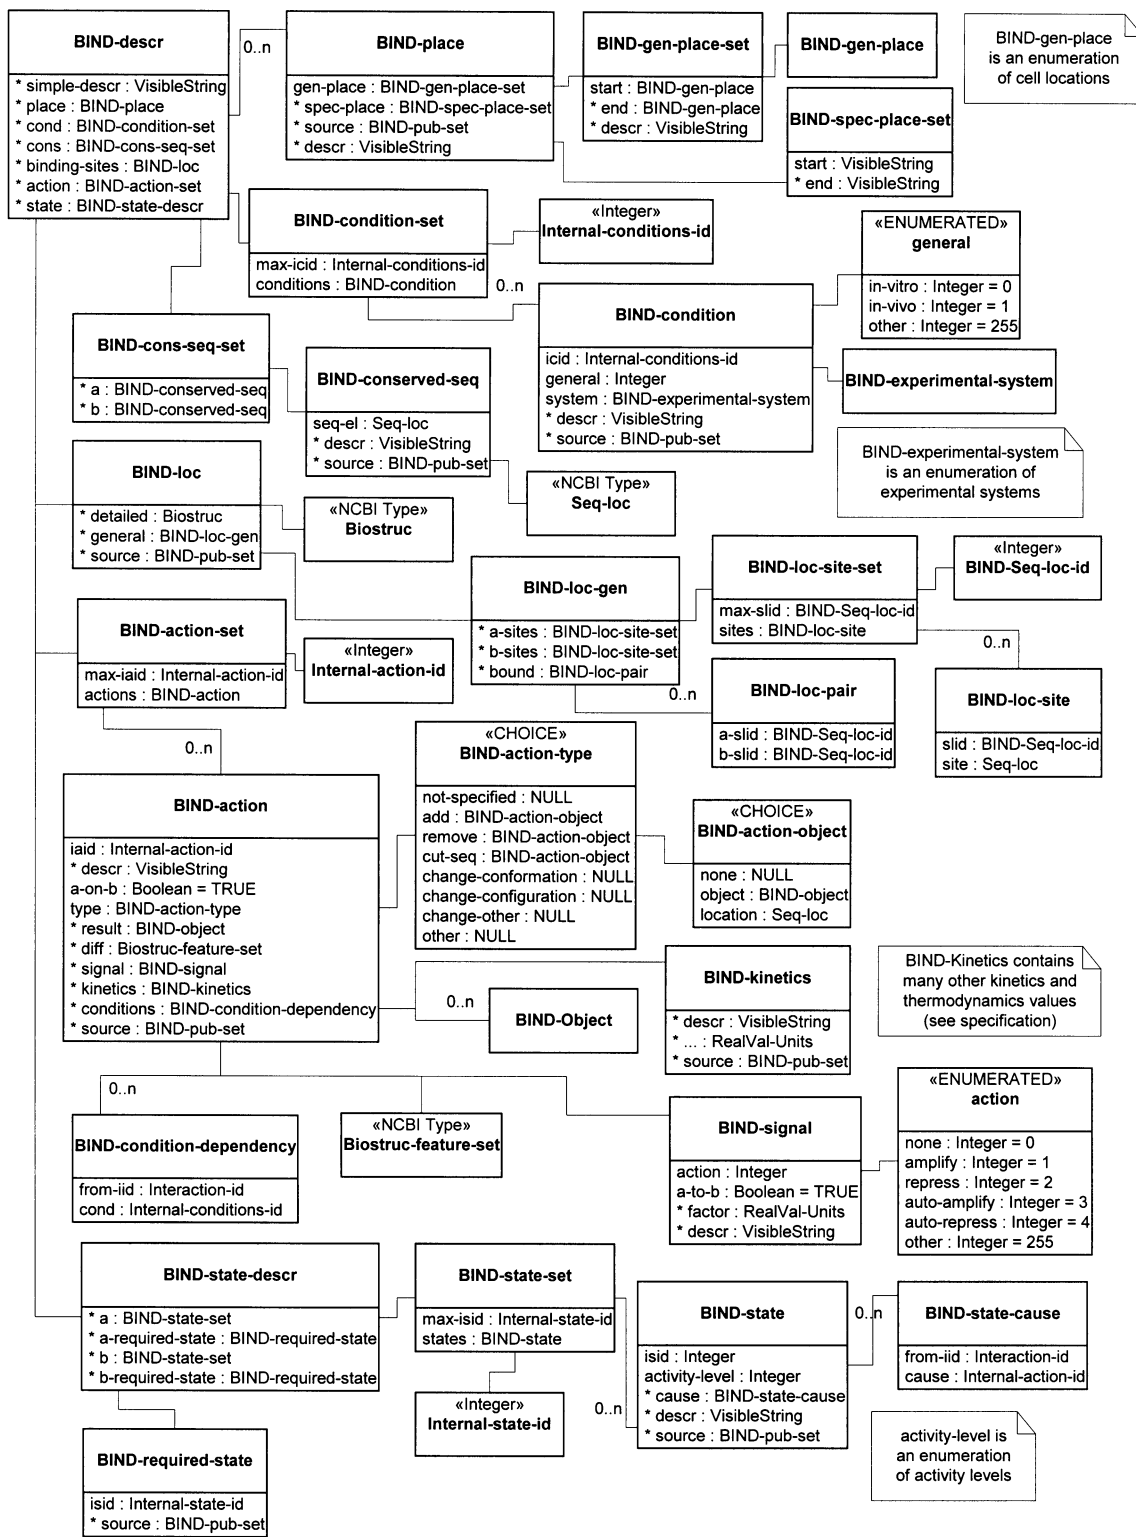 BIND-descr
* simple-descr : VisibleString
* place : BIND-place
* cond : BIND-condition-set
* cons : BIND-cons-seq-set
* binding-sites : BIND-loc
* action : BIND-action-set
* state : BIND-state-descr
0..n
BIND-place
gen-place : BIND-gen-place-set
* spec-place : BIND-spec-place-set
* source : BIND-pub-set
* descr : VisibleString
BIND-gen-place-set
start : BIND-gen-place
* end : BIND-gen-place
* descr : VisibleString
BIND-gen-place
BIND-gen-place
is an enumeration
of cell locations
BIND-spec-place-set
start : VisibleString
* end : VisibleString
BIND-condition-set
max-icid : Internal-conditions-id
conditions : BIND-condition
«Integer»
Internal-conditions-id
«ENUMERATED»
general
in-vitro : Integer = 0
in-vivo : Integer = 1
other : Integer = 255
0..n
BIND-condition
icid : Internal-conditions-id
general : Integer
system : BIND-experimental-system
* descr : VisibleString
* source : BIND-pub-set
BIND-experimental-system
BIND-experimental-system
is an enumeration of
experimental systems
BIND-cons-seq-set
* a : BIND-conserved-seq
* b : BIND-conserved-seq
BIND-conserved-seq
seq-el : Seq-loc
* descr : VisibleString
* source : BIND-pub-set
«NCBI Type»
Seq-loc
BIND-loc
* detailed : Biostruc
* general : BIND-loc-gen
* source : BIND-pub-set
«NCBI Type»
Biostruc
BIND-loc-gen
* a-sites : BIND-loc-site-set
* b-sites : BIND-loc-site-set
* bound : BIND-loc-pair
BIND-loc-site-set
max-slid : BIND-Seq-loc-id
sites : BIND-loc-site
«Integer»
BIND-Seq-loc-id
0..n
BIND-loc-site
slid : BIND-Seq-loc-id
site : Seq-loc
0..n
BIND-loc-pair
a-slid : BIND-Seq-loc-id
b-slid : BIND-Seq-loc-id
BIND-action-set
max-iaid : Internal-action-id
actions : BIND-action
«Integer»
Internal-action-id
0..n
BIND-action
iaid : Internal-action-id
* descr : VisibleString
a-on-b : Boolean = TRUE
type : BIND-action-type
* result : BIND-object
* diff : Biostruc-feature-set
* signal : BIND-signal
* kinetics : BIND-kinetics
* conditions : BIND-condition-dependency
* source : BIND-pub-set
«CHOICE»
BIND-action-type
not-specified : NULL
add : BIND-action-object
remove : BIND-action-object
cut-seq : BIND-action-object
change-conformation : NULL
change-configuration : NULL
change-other : NULL
other : NULL
«CHOICE»
BIND-action-object
none : NULL
object : BIND-object
location : Seq-loc
0..n
BIND-Object
BIND-kinetics
* descr : VisibleString
* ... : RealVal-Units
* source : BIND-pub-set
BIND-Kinetics contains
many other kinetics and
thermodynamics values
(see specification)
0..n
BIND-condition-dependency
from-iid : Interaction-id
cond : Internal-conditions-id
«NCBI Type»
Biostruc-feature-set
BIND-signal
action : Integer
a-to-b : Boolean = TRUE
* factor : RealVal-Units
* descr : VisibleString
«ENUMERATED»
action
none : Integer = 0
amplify : Integer = 1
repress : Integer = 2
auto-amplify : Integer = 3
auto-repress : Integer = 4
other : Integer = 255
BIND-state-descr
* a : BIND-state-set
* a-required-state : BIND-required-state
* b : BIND-state-set
* b-required-state : BIND-required-state
BIND-state-set
max-isid : Internal-state-id
states : BIND-state
«Integer»
Internal-state-id
0..n
BIND-state
isid : Integer
activity-level : Integer
* cause : BIND-state-cause
* descr : VisibleString
* source : BIND-pub-set
0..n
BIND-state-cause
from-iid : Interaction-id
cause : Internal-action-id
activity-level is
an enumeration
of activity levels
BIND-required-state
isid : Internal-state-id
* source : BIND-pub-set